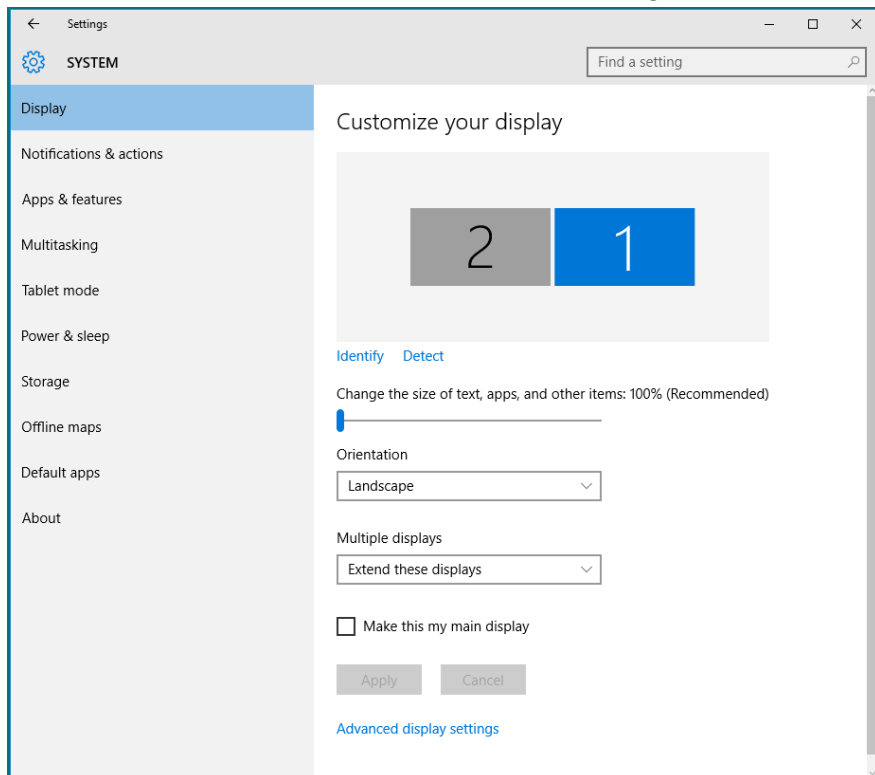 Settings
SYSTEM
Find a setting
Display
Notifications & actions
Apps & features
Multitasking
Tablet mode
Power & sleep
Storage
Offline maps
Default apps
About
Customize your display
2 1
Identify Detect
Change the size of text, apps, and other items: 100% (Recommended)
Orientation
Landscape
Multiple displays
Extend these displays
Make this my main display
Apply Cancel
Advanced display settings